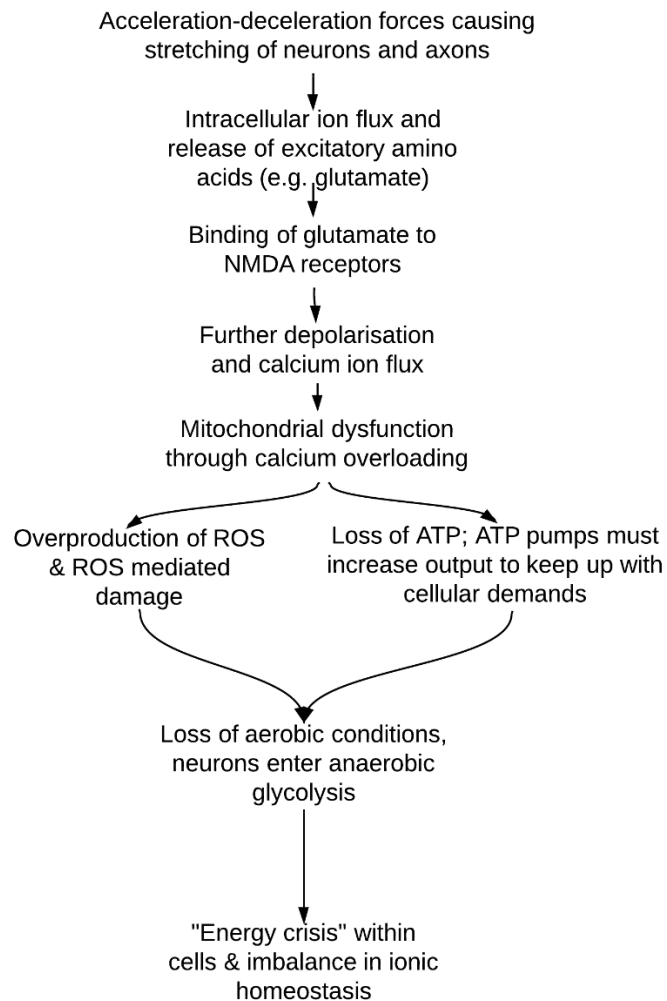 Acceleration-deceleration forces causing
stretching of neurons and axons
Intracellular ion flux and
release of excitatory amino
acids (e.g. glutamate)
Binding of glutamate to
NMDA receptors
Further depolarisation
and calcium ion flux
Mitochondrial dysfunction
through calcium overloading
Overproduction of ROS
& ROS mediated
damage
Loss of ATP; ATP pumps must
increase output to keep up with
cellular demands
Loss of aerobic conditions,
neurons enter anaerobic
glycolysis
"Energy crisis" within
cells & imbalance in ionic
homeostasis